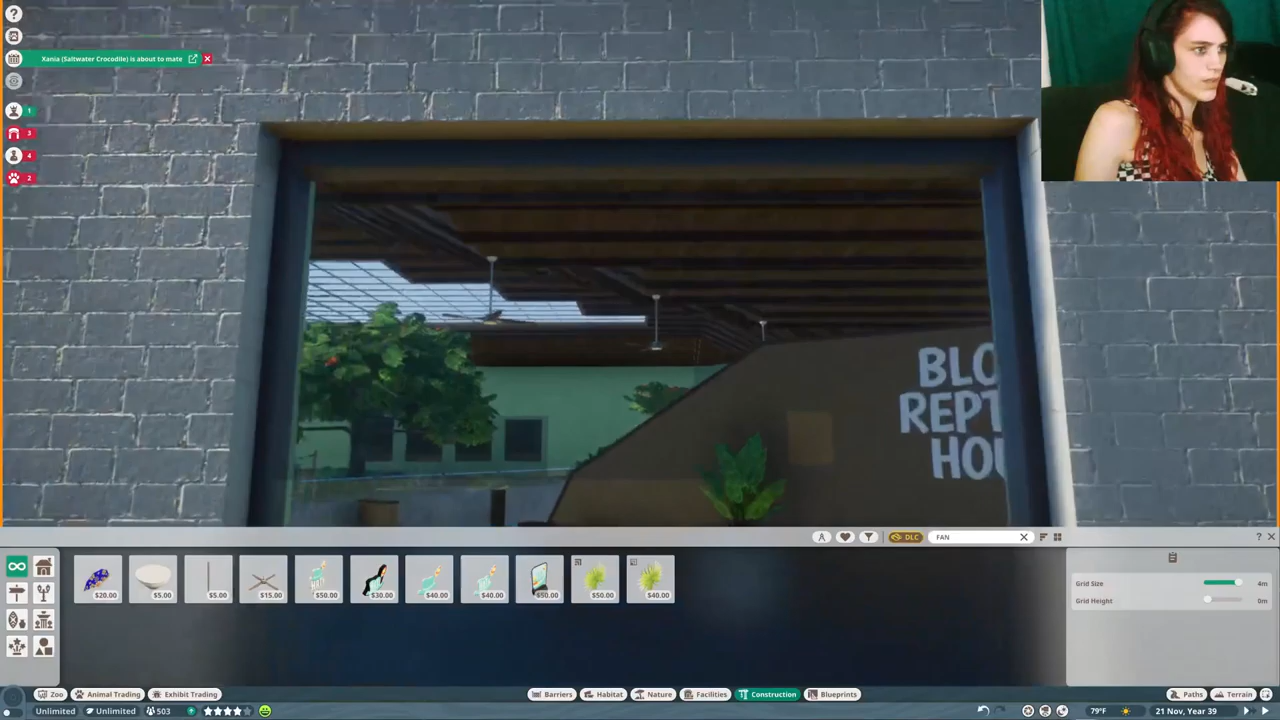 Xania (Saltwater Crocodile) is about to mate
1
3
4
2
BLO
REPT
HOU
DLC
FAN
$20.00 $5.00 $5.00 $15.00 $50.00 $30.00 $40.00 $40.00 $50.00 $50.00 $40.00
Grid Size 4m
Grid Height 0m
Zoo Animal Trading Exhibit Trading Barriers Habitat Nature Facilities Construction Blueprints Paths Terrain
Unlimited Unlimited 503 79°F 21 Nov, Year 39